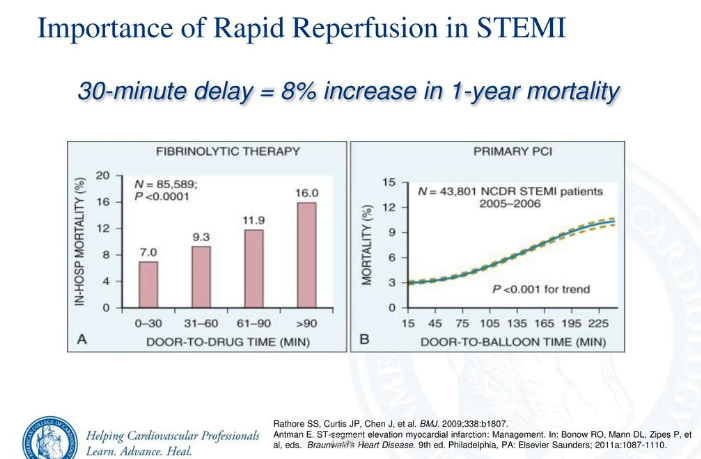 Importance of Rapid Reperfusion in STEMI
30-minute delay = 8% increase in 1-year mortality
FIBRINOLYTIC THERAPY
N = 85,589;
P <0.0001
IN-HOSP MORTALITY (%)
20
16
12
8
4
0
7.0
9.3
11.9
16.0
0–30 31–60 61–90 >90
A DOOR-TO-DRUG TIME (MIN)
PRIMARY PCI
N = 43,801 NCDR STEMI patients
2005–2006
MORTALITY (%)
15
12
9
6
3
0
P <0.001 for trend
15 45 75 105 135 165 195 225
B DOOR-TO-BALLOON TIME (MIN)
Helping Cardiovascular Professionals
Learn. Advance. Heal.
Rathore SS, Curtis JP, Chen J, et al. BMJ. 2009;338:b1807.
Antman E. ST-segment elevation myocardial infarction: Management. In: Bonow RO, Mann DL, Zipes P, et
al, eds. Braunwald's Heart Disease. 9th ed. Philadelphia, PA: Elsevier Saunders; 2011a:1087-1110.